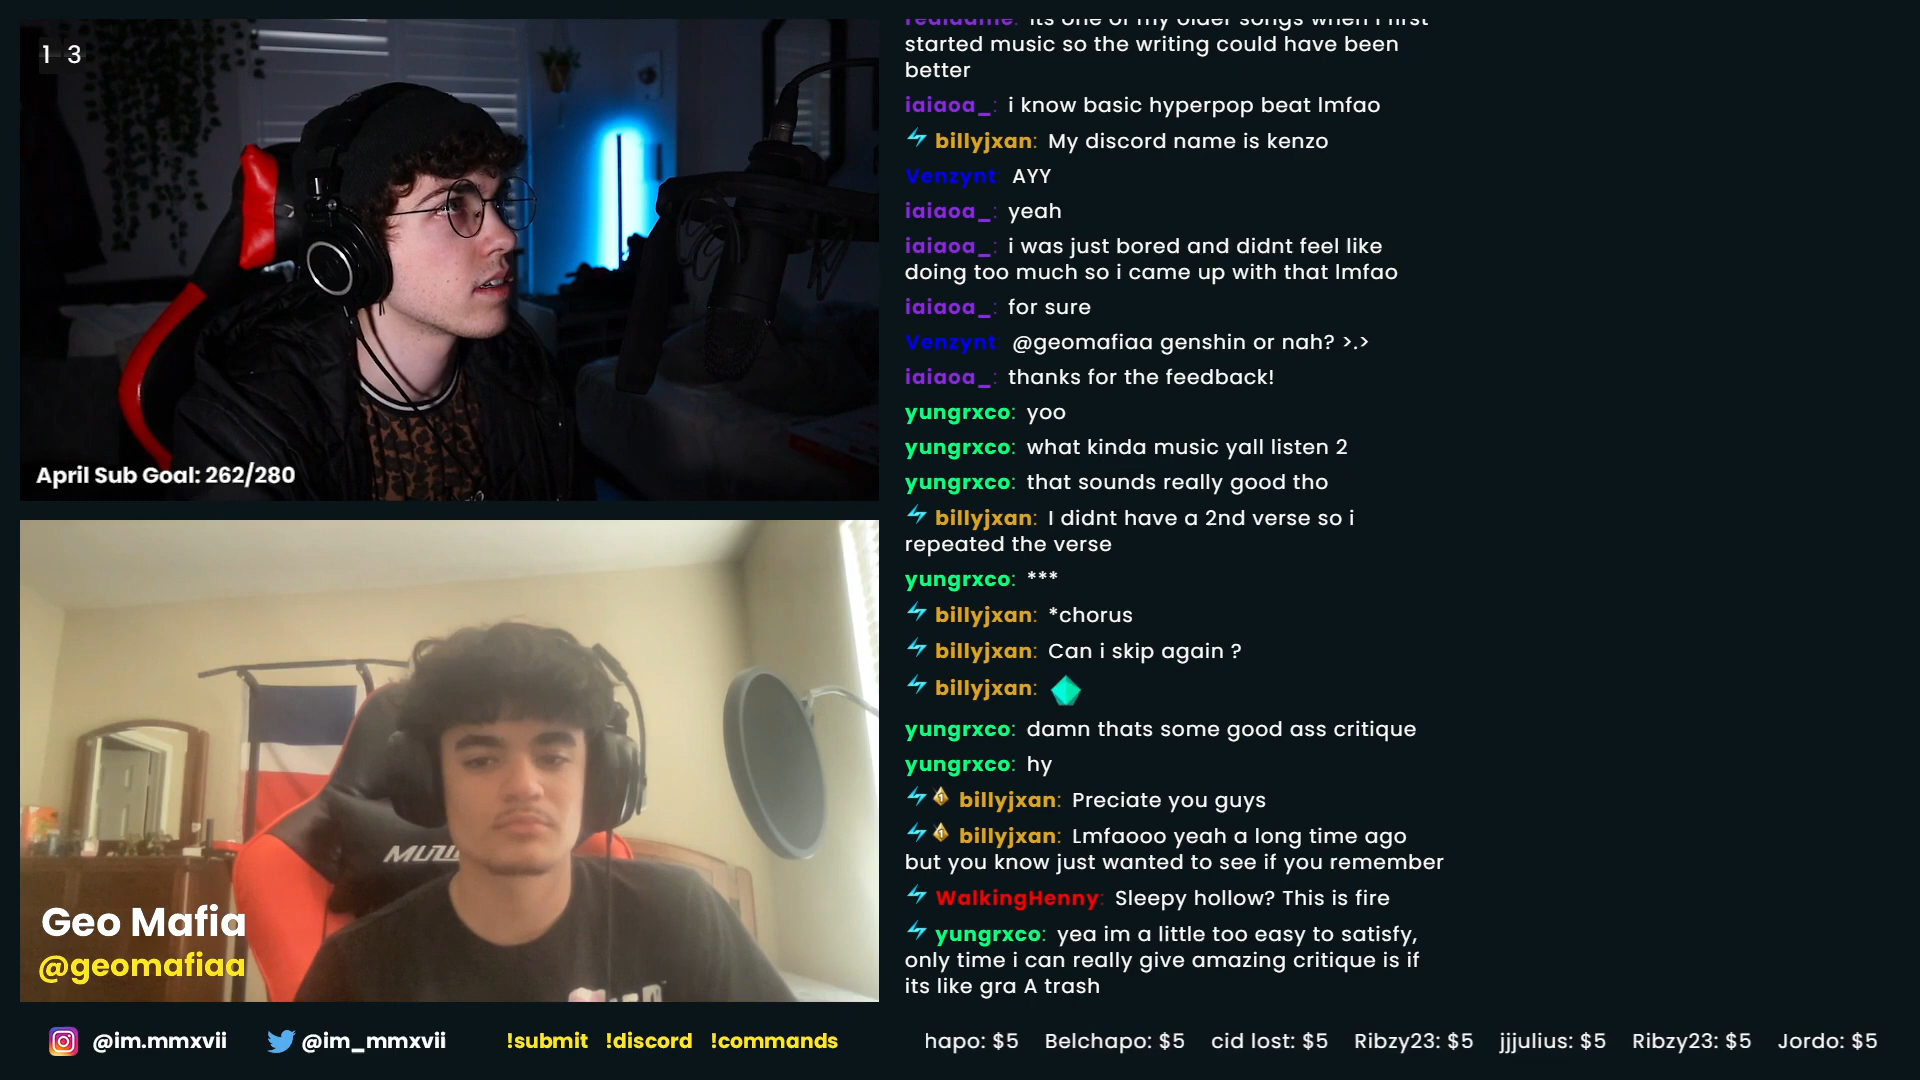 1 3
April Sub Goal: 262/280
Geo Mafia
@geomafiaa
realdame: its one of my older songs when i first
started music so the writing could have been
better
iaiaoa_: i know basic hyperpop beat lmfao
billyjxan: My discord name is kenzo
Venzynt: AYY
iaiaoa_: yeah
iaiaoa_: i was just bored and didnt feel like
doing too much so i came up with that lmfao
iaiaoa_: for sure
Venzynt: @geomafiaa genshin or nah? >.>
iaiaoa_: thanks for the feedback!
yungrxco: yoo
yungrxco: what kinda music yall listen 2
yungrxco: that sounds really good tho
billyjxan: I didnt have a 2nd verse so i
repeated the verse
yungrxco: ***
billyjxan: *chorus
billyjxan: Can i skip again ?
billyjxan:
yungrxco: damn thats some good ass critique
yungrxco: hy
billyjxan: Preciate you guys
billyjxan: Lmfaooo yeah a long time ago
but you know just wanted to see if you remember
WalkingHenny: Sleepy hollow? This is fire
yungrxco: yea im a little too easy to satisfy,
only time i can really give amazing critique is if
its like gra A trash
@im.mmxvii @im_mmxvii !submit !discord !commands
hapo: $5 Belchapo: $5 cid lost: $5 Ribzy23: $5 jjjulius: $5 Ribzy23: $5 Jordo: $5